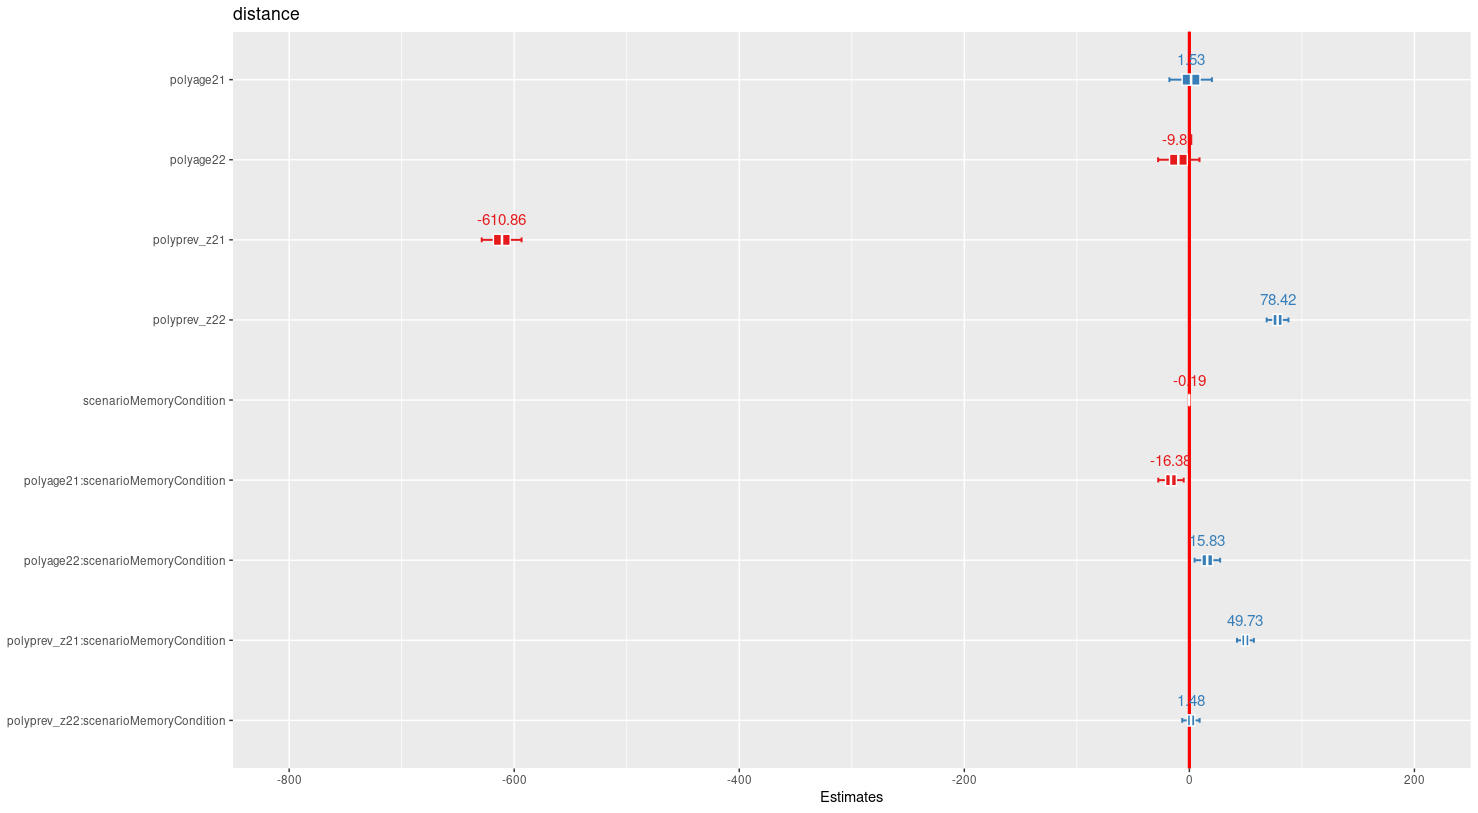 distance
polyage21
1.53
polyage22
-9.81
polyprev_z21
-610.86
polyprev_z22
78.42
scenarioMemoryCondition
-0.19
polyage21:scenarioMemoryCondition
-16.38
polyage22:scenarioMemoryCondition
15.83
polyprev_z21:scenarioMemoryCondition
49.73
polyprev_z22:scenarioMemoryCondition
1.48
-800 -600 -400 -200 0 200
Estimates